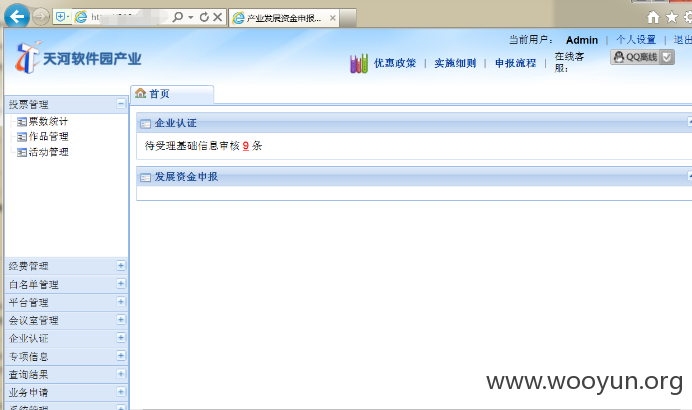 产业发展资金申报...
当前用户： Admin | 个人设置 | 退出
天河软件园产业
优惠政策 | 实施细则 | 申报流程 | 在线客服： QQ离线
首页
投票管理
票数统计
作品管理
活动管理
企业认证
待受理基础信息审核 9 条
发展资金申报
经费管理
白名单管理
平台管理
会议室管理
企业认证
专项信息
查询结果
业务申请
系统管理
www.wooyun.org